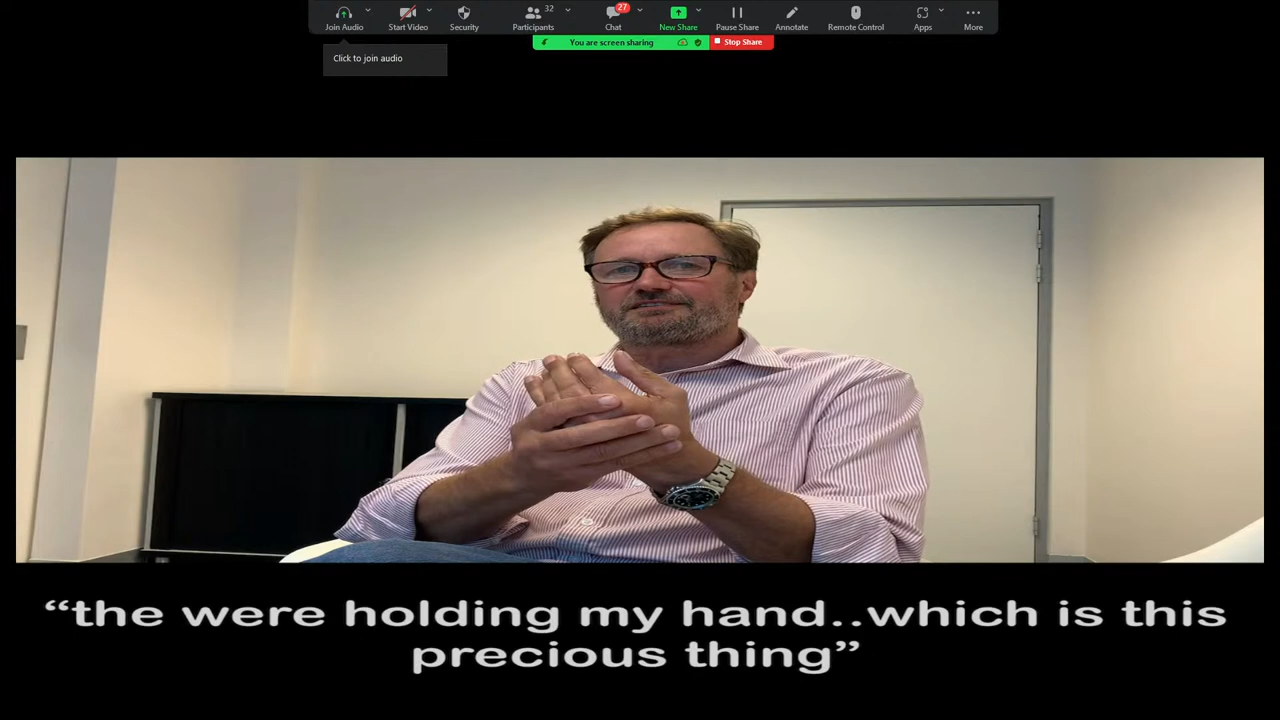 32
27
Join Audio
Start Video
Security
Participants
Chat
New Share
Pause Share
Annotate
Remote Control
Apps
More
You are screen sharing
Stop Share
Click to join audio
“the were holding my hand..which is this
precious thing”